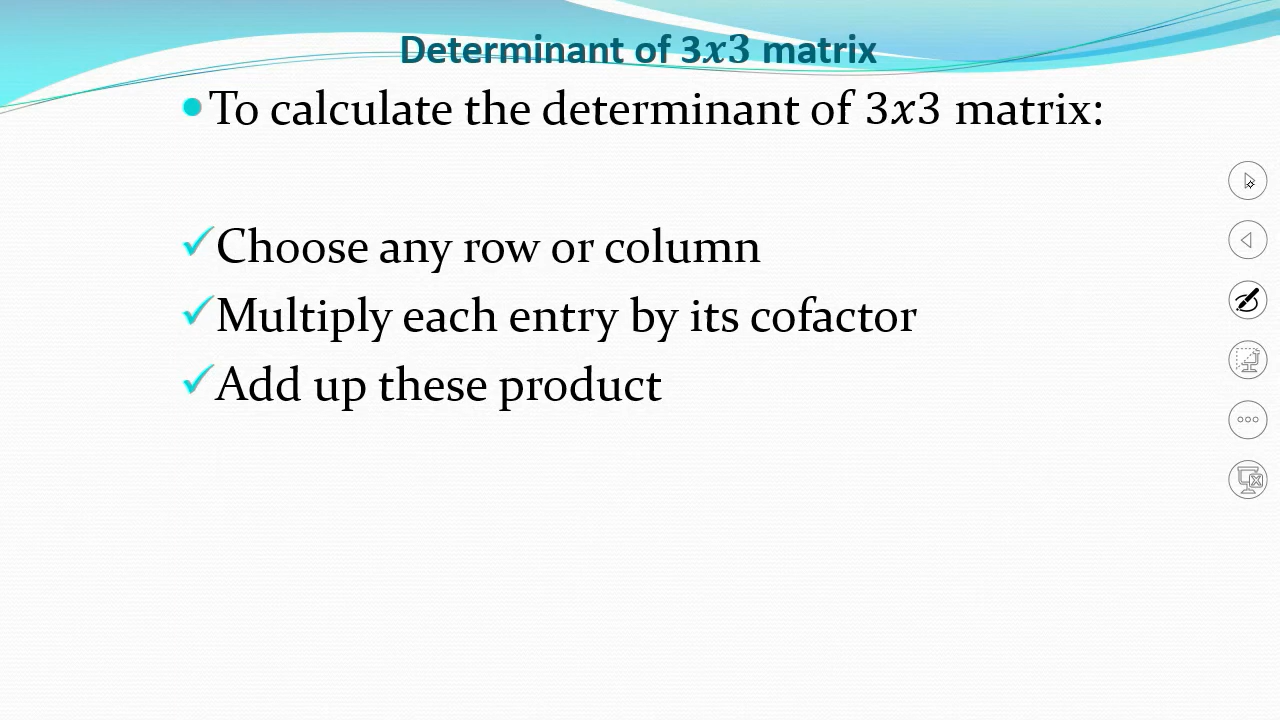 Determinant of 3x3 matrix
• To calculate the determinant of 3x3 matrix:
✓ Choose any row or column
✓ Multiply each entry by its cofactor
✓ Add up these product